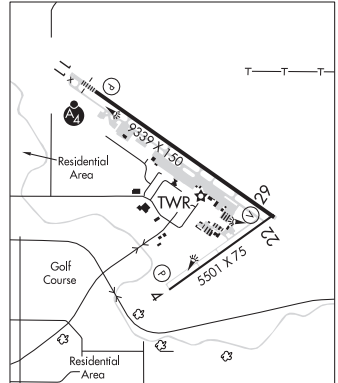 T T
11
P
A4
9339 X 150
Residential
Area
TWR
V
29
22
5501 X 75
P
4
Golf
Course
Residential
Area